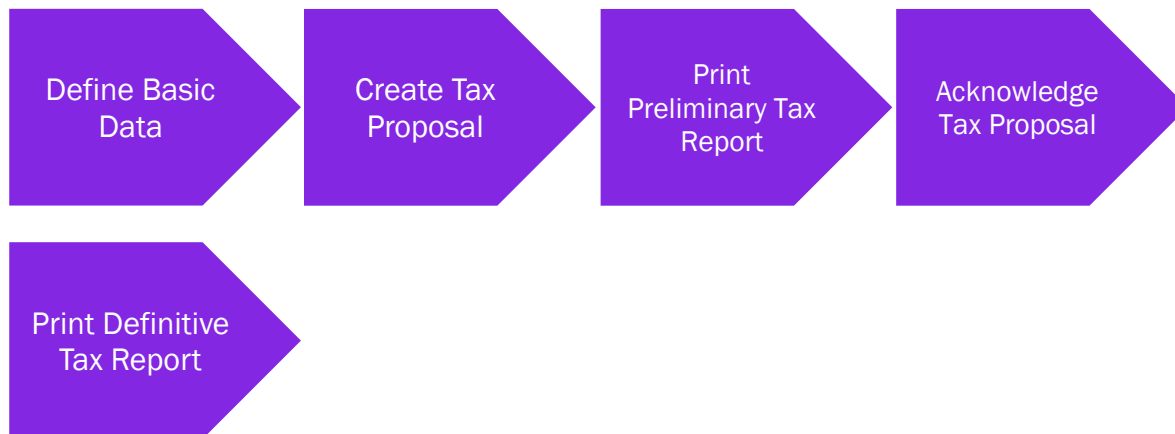 Define Basic
Data
Create Tax
Proposal
Print
Preliminary Tax
Report
Acknowledge
Tax Proposal
Print Definitive
Tax Report